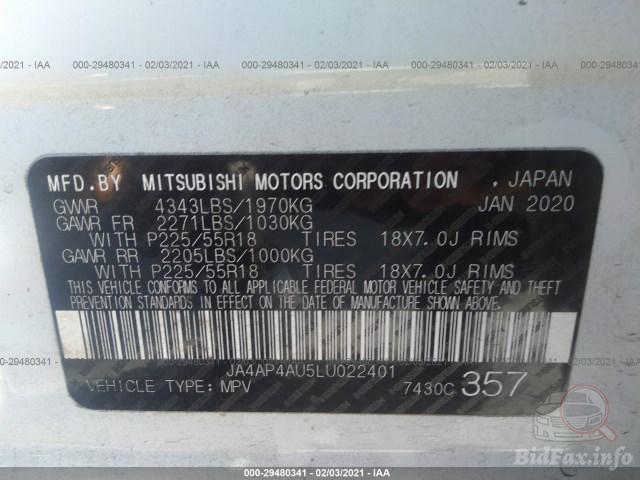 000-29480341 - 02/03/2021 - IAA
MFD.BY MITSUBISHI MOTORS CORPORATION , JAPAN
GVWR 4343LBS/1970KG JAN 2020
GAWR FR 2271LBS/1030KG
WITH P225/55R18 TIRES 18X7.0J RIMS
GAWR RR 2205LBS/1000KG
WITH P225/55R18 TIRES 18X7.0J RIMS
THIS VEHICLE CONFORMS TO ALL APPLICABLE FEDERAL MOTOR VEHICLE SAFETY AND THEFT
PREVENTION STANDARDS IN EFFECT ON THE DATE OF MANUFACTURE SHOWN ABOVE.
JA4AP4AU5LU022401
VEHICLE TYPE: MPV 7430C 357
BidFax.info
000-29480341 - 02/03/2021 - IAA